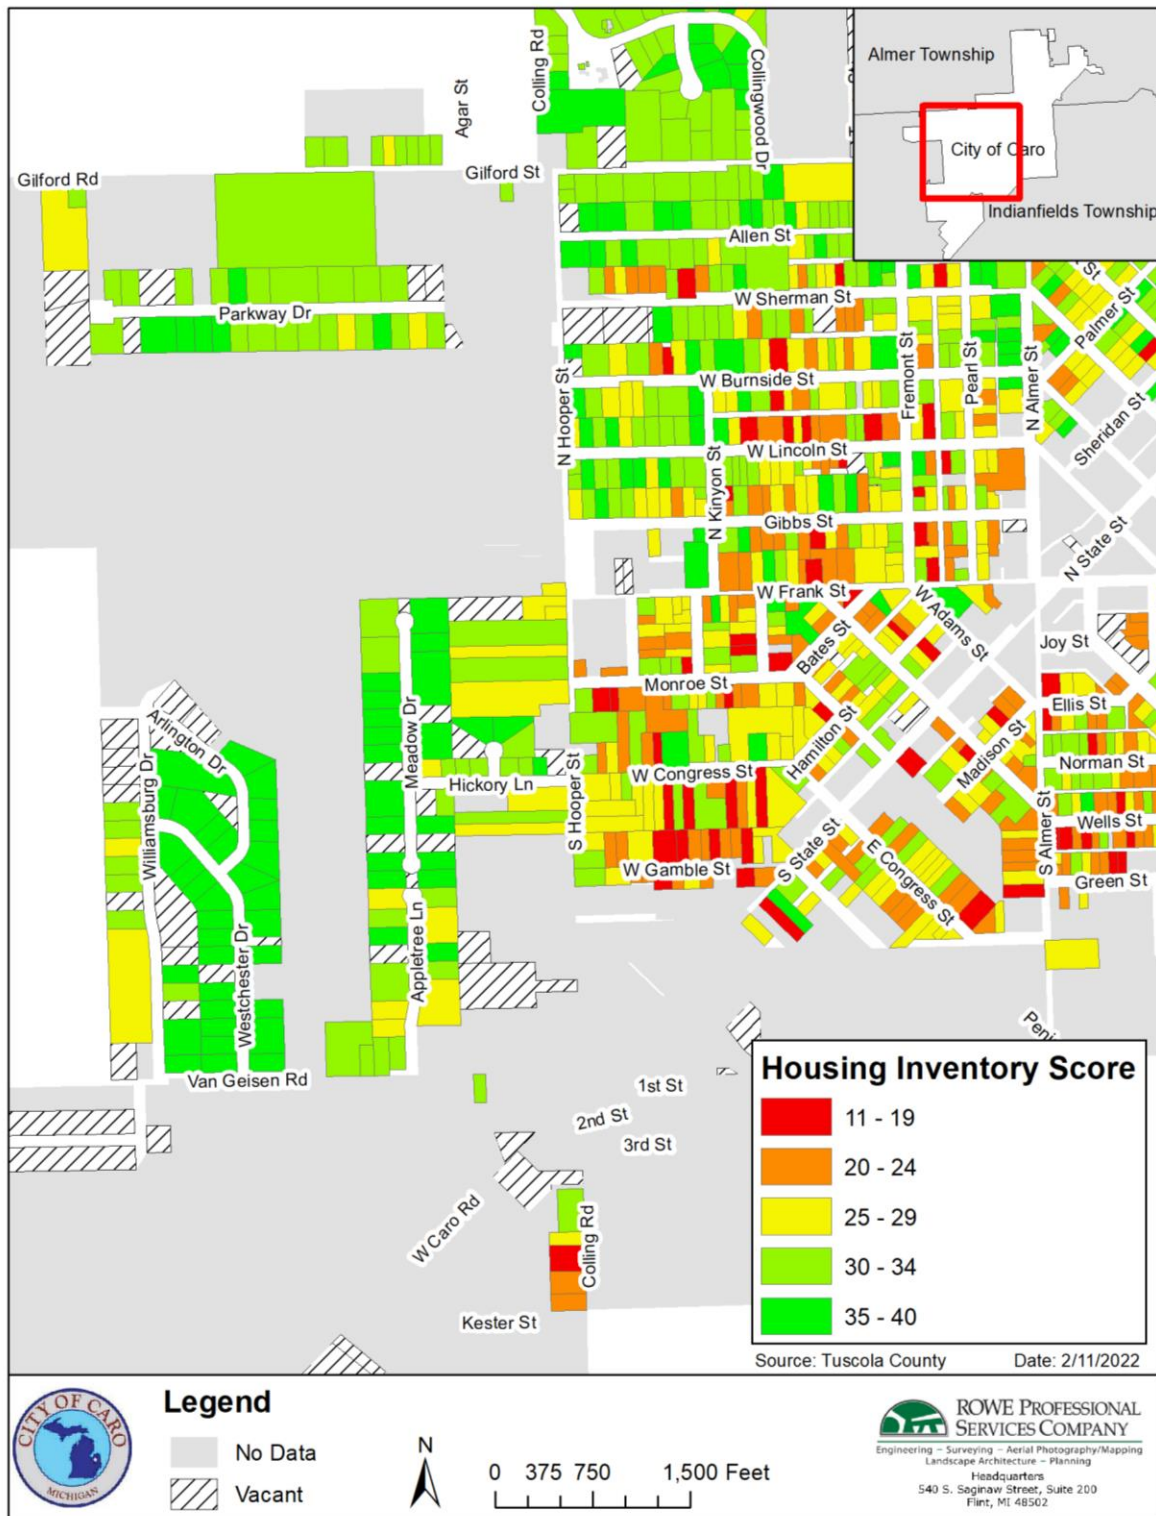 Almer Township
City of Caro
Indianfields Township
Colling Rd
Collingwood Dr
Agar St
Gilford Rd
Gilford St
Allen St
W Sherman St
Parkway Dr
Palmer St
W Burnside St
Fremont St
Pearl St
N Almer St
N Hooper St
Sheridan St
W Lincoln St
N Kinyon St
Gibbs St
N State St
W Frank St
W Adams St
Bates St
Joy St
Monroe St
Ellis St
Meadow Dr
Arlington Dr
Hamilton St
Madison St
Norman St
W Congress St
Hickory Ln
Williamsburg Dr
S Hooper St
Wells St
S Almer St
S State St
E Congress St
W Gamble St
Green St
Appletree Ln
Westchester Dr
Van Geisen Rd
Peni
1st St
2nd St
3rd St
W Caro Rd
Colling Rd
Kester St
Housing Inventory Score
11 - 19
20 - 24
25 - 29
30 - 34
35 - 40
Source: Tuscola County Date: 2/11/2022
CITY OF CARO
MICHIGAN
Legend
No Data
Vacant
N
0 375 750 1,500 Feet
ROWE PROFESSIONAL
SERVICES COMPANY
Engineering – Surveying – Aerial Photography/Mapping
Landscape Architecture – Planning
Headquarters
540 S. Saginaw Street, Suite 200
Flint, MI 48502